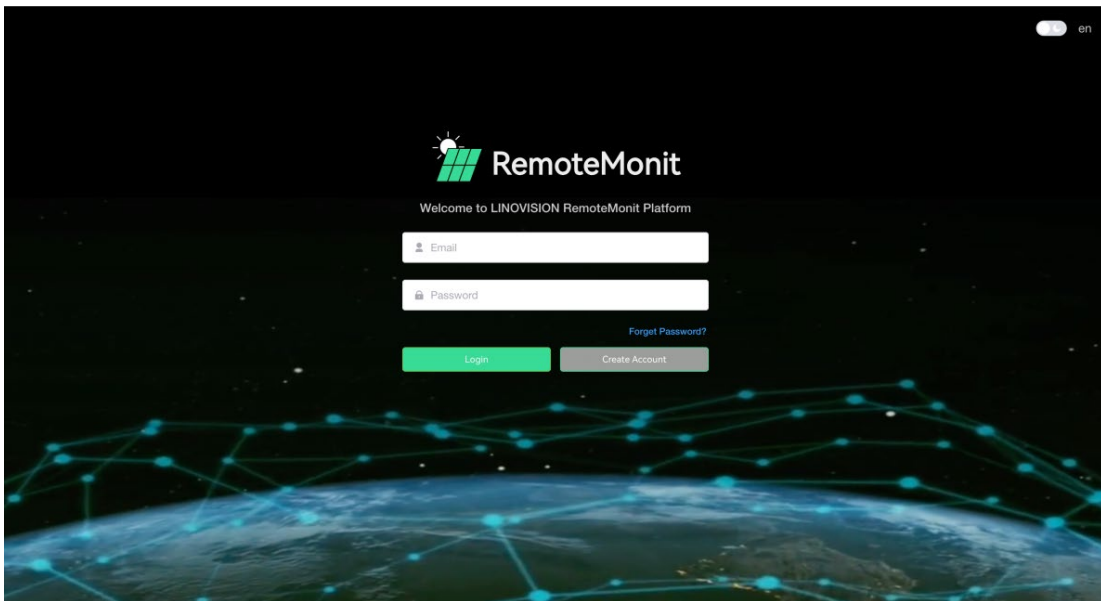 en
RemoteMonit
Welcome to LINOVISION RemoteMonit Platform
Email
Password
Forget Password?
Login
Create Account